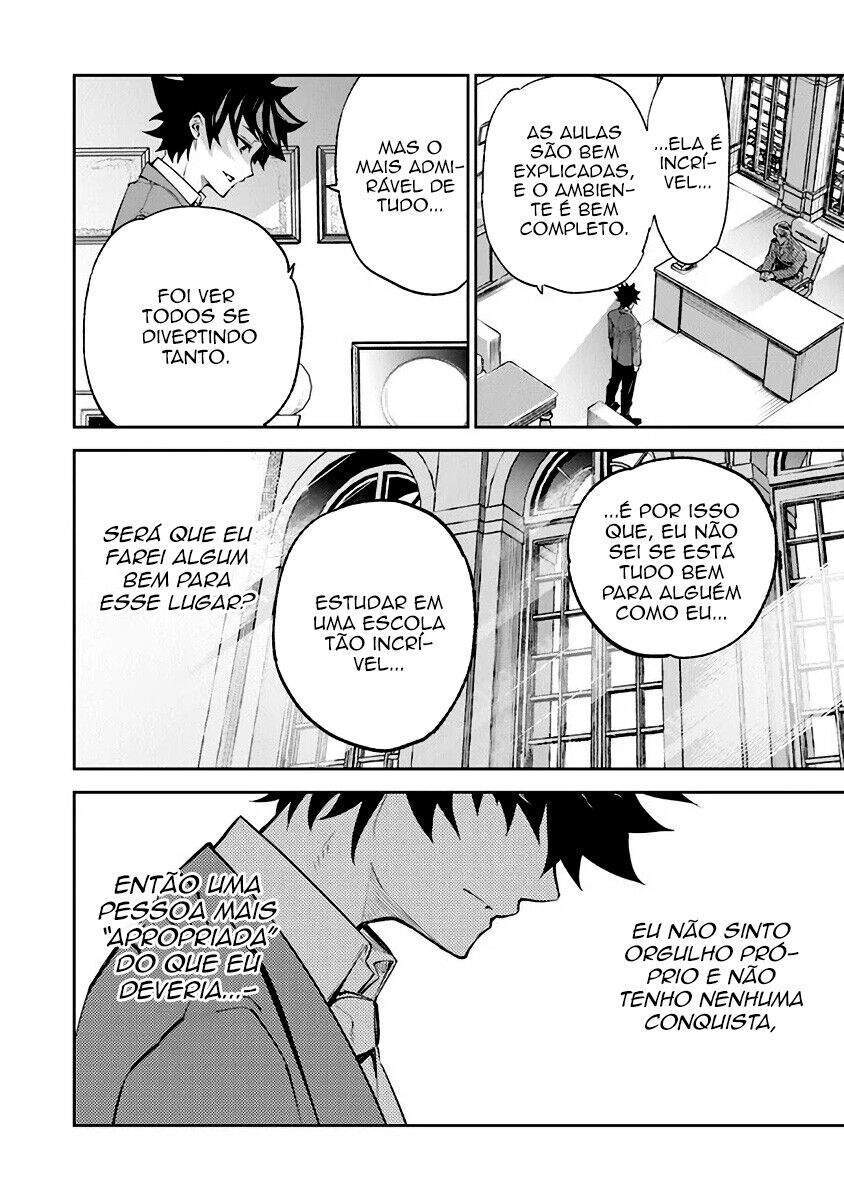 ...ELA É
INCRÍ-
VEL...
AS AULAS
SÃO BEM
EXPLICADAS,
E O AMBIEN-
TE É BEM
COMPLETO.
MAS O
MAIS ADMI-
RÁVEL DE
TUDO...
FOI VER
TODOS SE
DIVERTINDO
TANTO.
...É POR ISSO
QUE, EU NÃO
SEI SE ESTÁ
TUDO BEM
PARA ALGUÉM
COMO EU...
ESTUDAR EM
UMA ESCOLA
TÃO INCRÍ-
VEL...
SERÁ QUE EU
FAREI ALGUM
BEM PARA
ESSE LUGAR?
EU NÃO SINTO
ORGULHO PRÓ-
PRIO E NÃO
TENHO NENHUMA
CONQUISTA,
ENTÃO UMA
PESSOA MAIS
"APROPRIADA"
DO QUE EU
DEVERIA...-